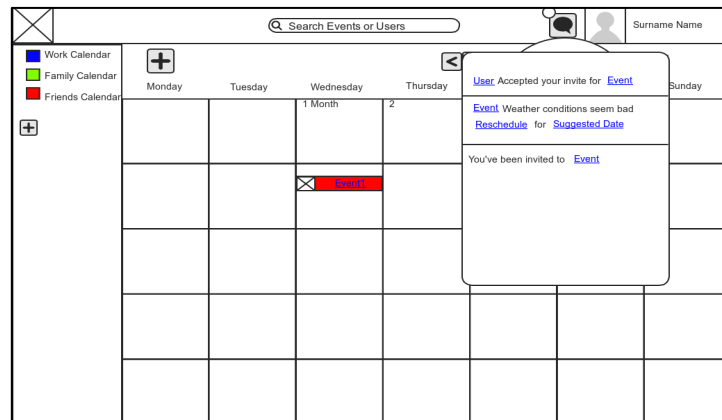 Search Events or Users
Surname Name
Work Calendar
Family Calendar
Friends Calendar
Monday
Tuesday
Wednesday
Thursday
Sunday
1 Month
2
Event1
User Accepted your invite for Event
Event Weather conditions seem bad
Reschedule for Suggested Date
You've been invited to Event